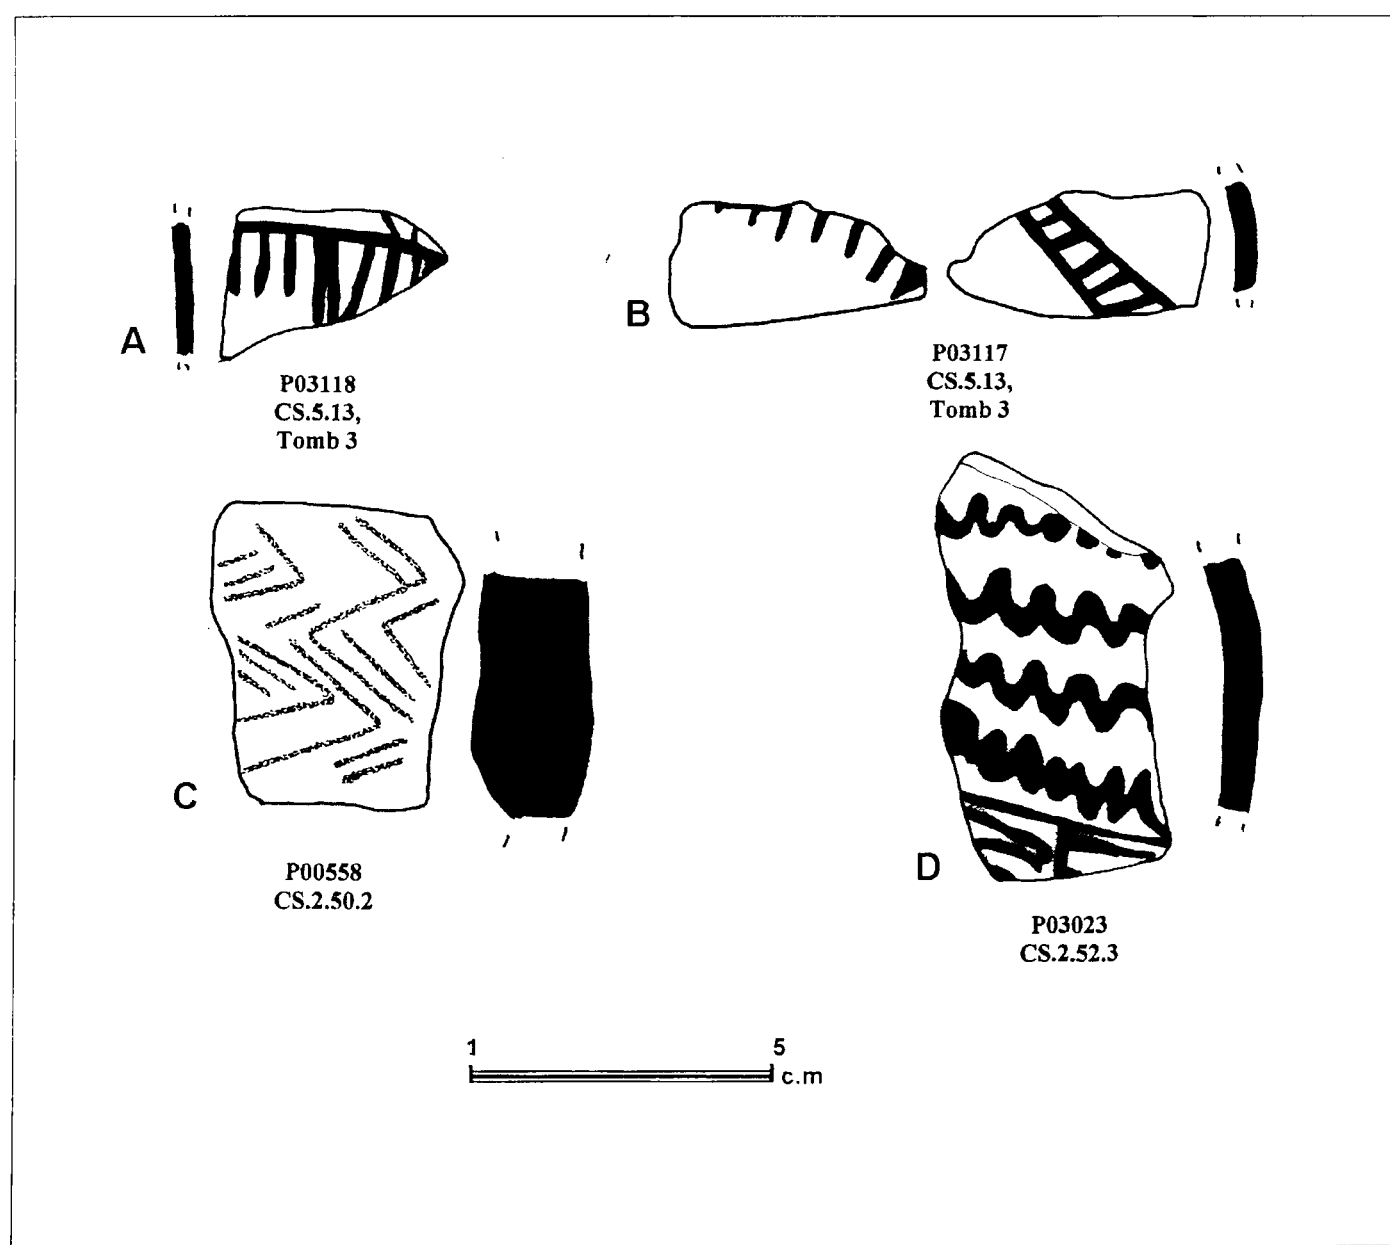 A
P03118
CS.5.13,
Tomb 3
B
P03117
CS.5.13,
Tomb 3
C
P00558
CS.2.50.2
D
P03023
CS.2.52.3
1 5
c.m